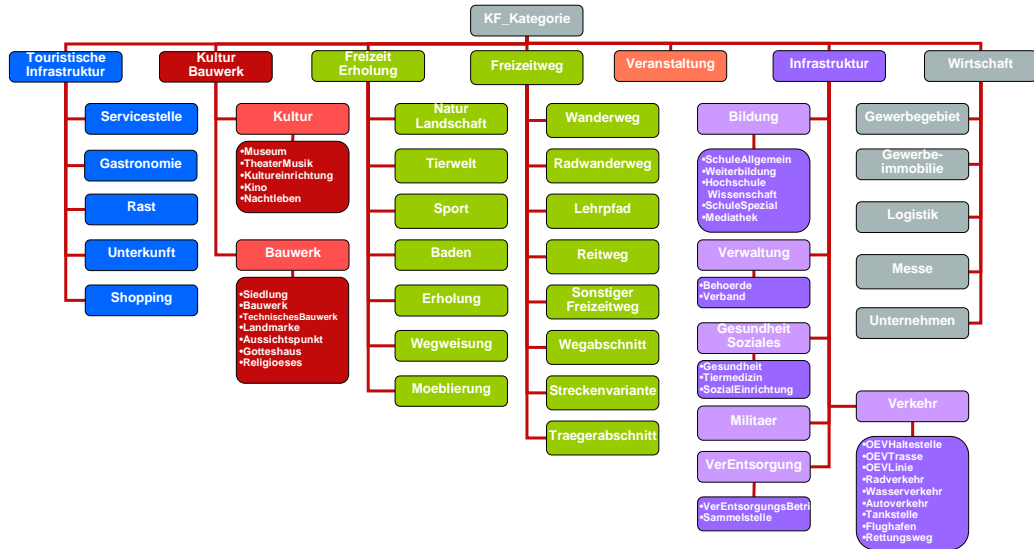 KF_Kategorie
Touristische
Infrastruktur
Kultur
Bauwerk
Freizeit
Erholung
Freizeitweg
Veranstaltung
Infrastruktur
Wirtschaft
Servicestelle
Gastronomie
Rast
Unterkunft
Shopping
Kultur
•Museum
•TheaterMusik
•Kultureinrichtung
•Kino
•Nachtleben
Bauwerk
•Siedlung
•Bauwerk
•TechnischesBauwerk
•Landmarke
•Aussichtspunkt
•Gotteshaus
•Religioeses
Natur
Landschaft
Tierwelt
Sport
Baden
Erholung
Wegweisung
Moeblierung
Wanderweg
Radwanderweg
Lehrpfad
Reitweg
Sonstiger
Freizeitweg
Wegabschnitt
Streckenvariante
Traegerabschnitt
Bildung
•SchuleAllgemein
•Weiterbildung
•Hochschule
Wissenschaft
•SchuleSpezial
•Mediathek
Verwaltung
•Behoerde
•Verband
Gesundheit
Soziales
•Gesundheit
•Tiermedizin
•SozialEinrichtung
Militaer
VerEntsorgung
•VerEntsorgungsBetri
•Sammelstelle
Verkehr
•OEVHaltestelle
•OEVTrasse
•OEVLinie
•Radverkehr
•Wasserverkehr
•Autoverkehr
•Tankstelle
•Flughafen
•Rettungsweg
Gewerbegebiet
Gewerbe-
immobilie
Logistik
Messe
Unternehmen